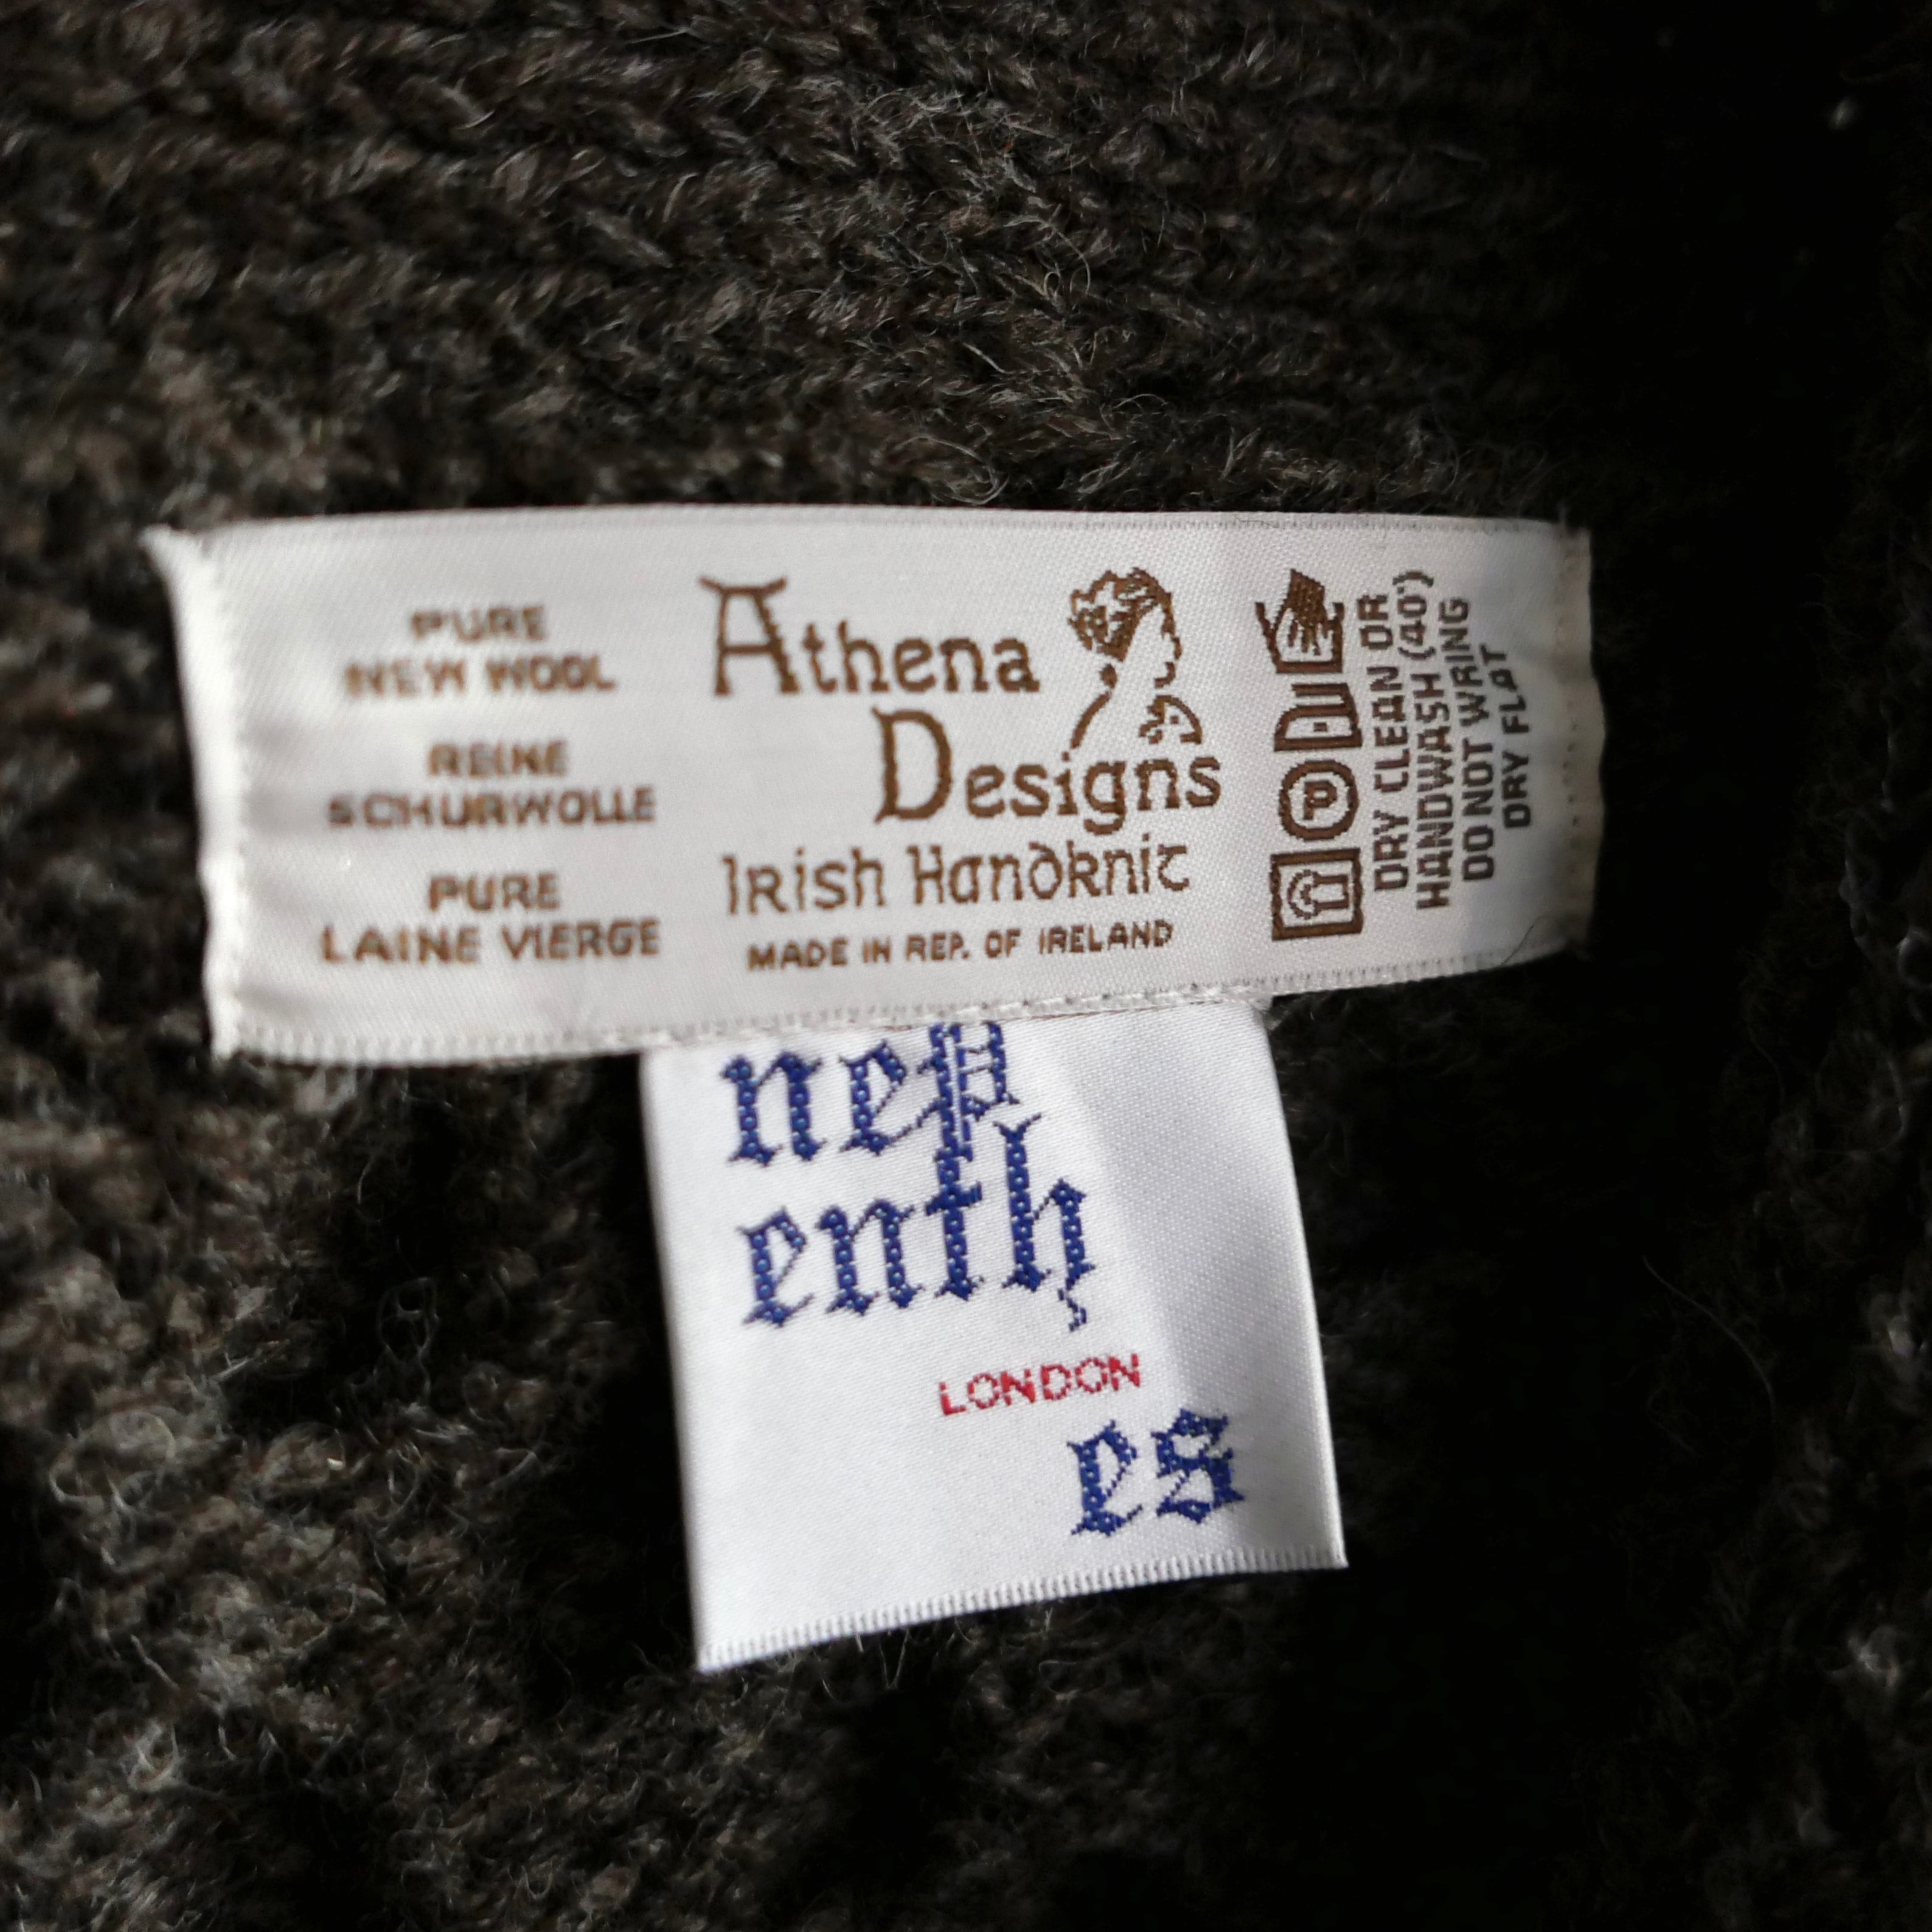 PURE
NEW WOOL
REINE
SCHURWOLLE
PURE
LAINE VIERGE
Athena
Designs
Irish Handknit
MADE IN REP. OF IRELAND
P
DRY CLEAN OR
HANDWASH (40°)
DO NOT WRING
DRY FLAT
nep
enth
LONDON
es